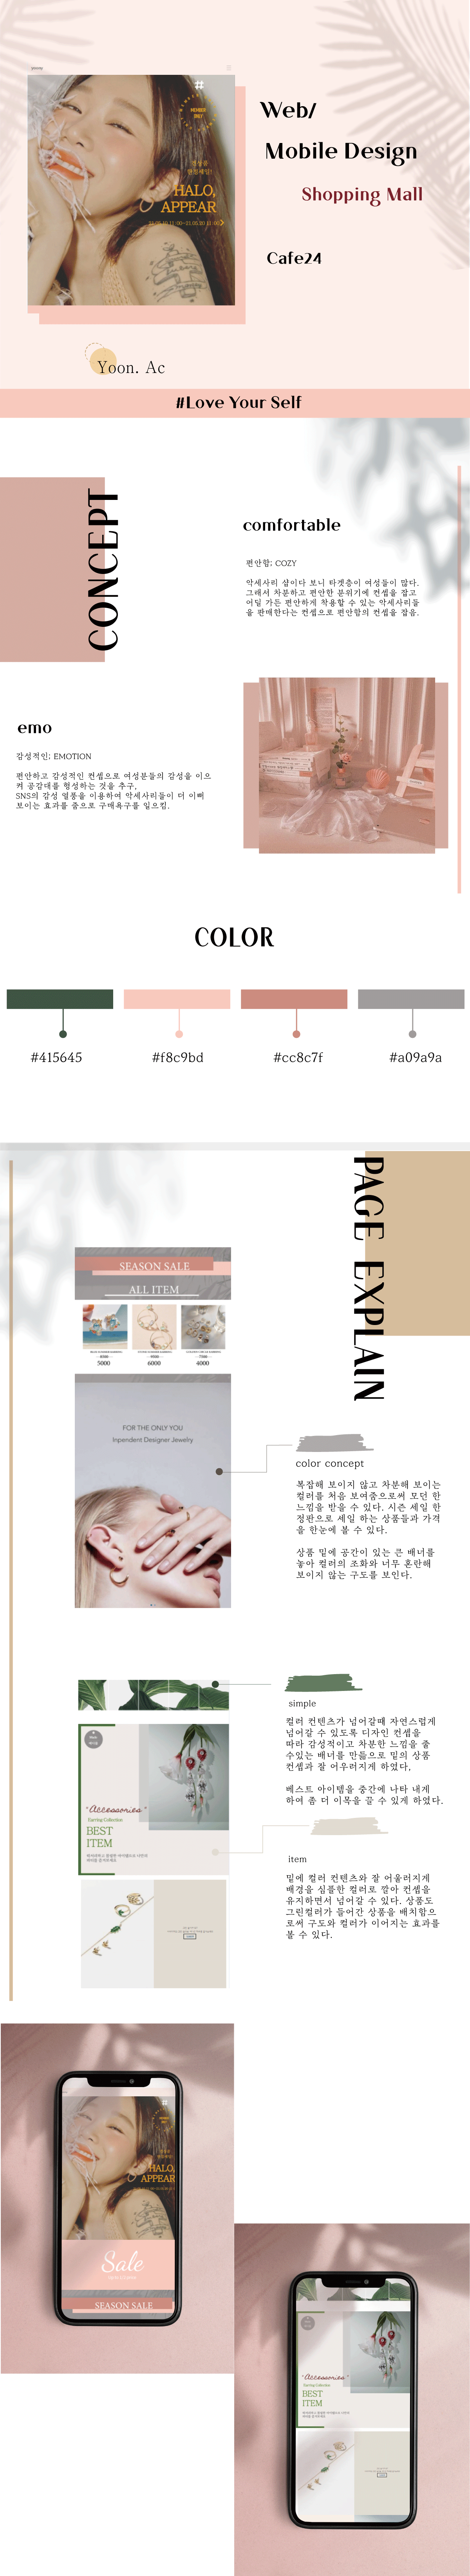 #
MEMBER
ONLY
HALO,
APPEAR
Web/
Mobile Design
Shopping Mall
Cafe24
Yoon. Ac
#Love Your Self
CONCEPT
comfortable
편안함; COZY
악세사리 샵이다 보니 타겟층이 여성들이 많다.
그래서 차분하고 편안한 분위기에 컨셉을 잡고
어딜 가든 편안하게 착용할 수 있는 악세사리들
을 판매한다는 컨셉으로 편안함의 컨셉을 잡음.
emo
감성적인; EMOTION
편안하고 감성적인 컨셉으로 여성분들의 감성을 이으
켜 공감대를 형성하는 것을 추구,
SNS의 감성 열풍을 이용하여 악세사리들이 더 이뻐
보이는 효과를 줌으로 구매욕구를 일으킴.
COLOR
#415645
#f8c9bd
#cc8c7f
#a09a9a
PAGE EXPLAIN
SEASON SALE
ALL ITEM
5000
6000
4000
FOR THE ONLY YOU
Inpendent Designer Jewelry
color concept
복잡해 보이지 않고 차분해 보이는
컬러를 처음 보여줌으로써 모던 한
느낌을 받을 수 있다. 시즌 세일 한
정판으로 세일 하는 상품들과 가격
을 한눈에 볼 수 있다.
상품 밑에 공간이 있는 큰 배너를
놓아 컬러의 조화와 너무 혼란해
보이지 않는 구도를 보인다.
simple
컬러 컨텐츠가 넘어갈때 자연스럽게
넘어갈 수 있도록 디자인 컨셉을
따라 감성적이고 차분한 느낌을 줄
수있는 배너를 만듦으로 밑의 상품
컨셉과 잘 어우러지게 하였다,
베스트 아이템을 중간에 나타 내게
하여 좀 더 이목을 끌 수 있게 하였다.
"Accessories"
Earring Collection
BEST
ITEM
item
밑에 컬러 컨텐츠와 잘 어울러지게
배경을 심플한 컬러로 깔아 컨셉을
유지하면서 넘어갈 수 있다. 상품도
그린컬러가 들어간 상품을 배치함으
로써 구도와 컬러가 이어지는 효과를
볼 수 있다.
#
HALO,
APPEAR
Sale
SEASON SALE
"Accessories"
Earring Collection
BEST
ITEM